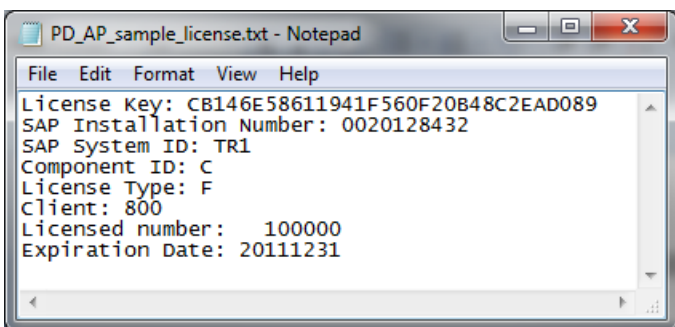 PD_AP_sample_license.txt - Notepad
File Edit Format View Help
License Key: CB146E58611941F560F20B48C2EAD089
SAP Installation Number: 0020128432
SAP System ID: TR1
Component ID: C
License Type: F
Client: 800
Licensed number:   100000
Expiration Date: 20111231